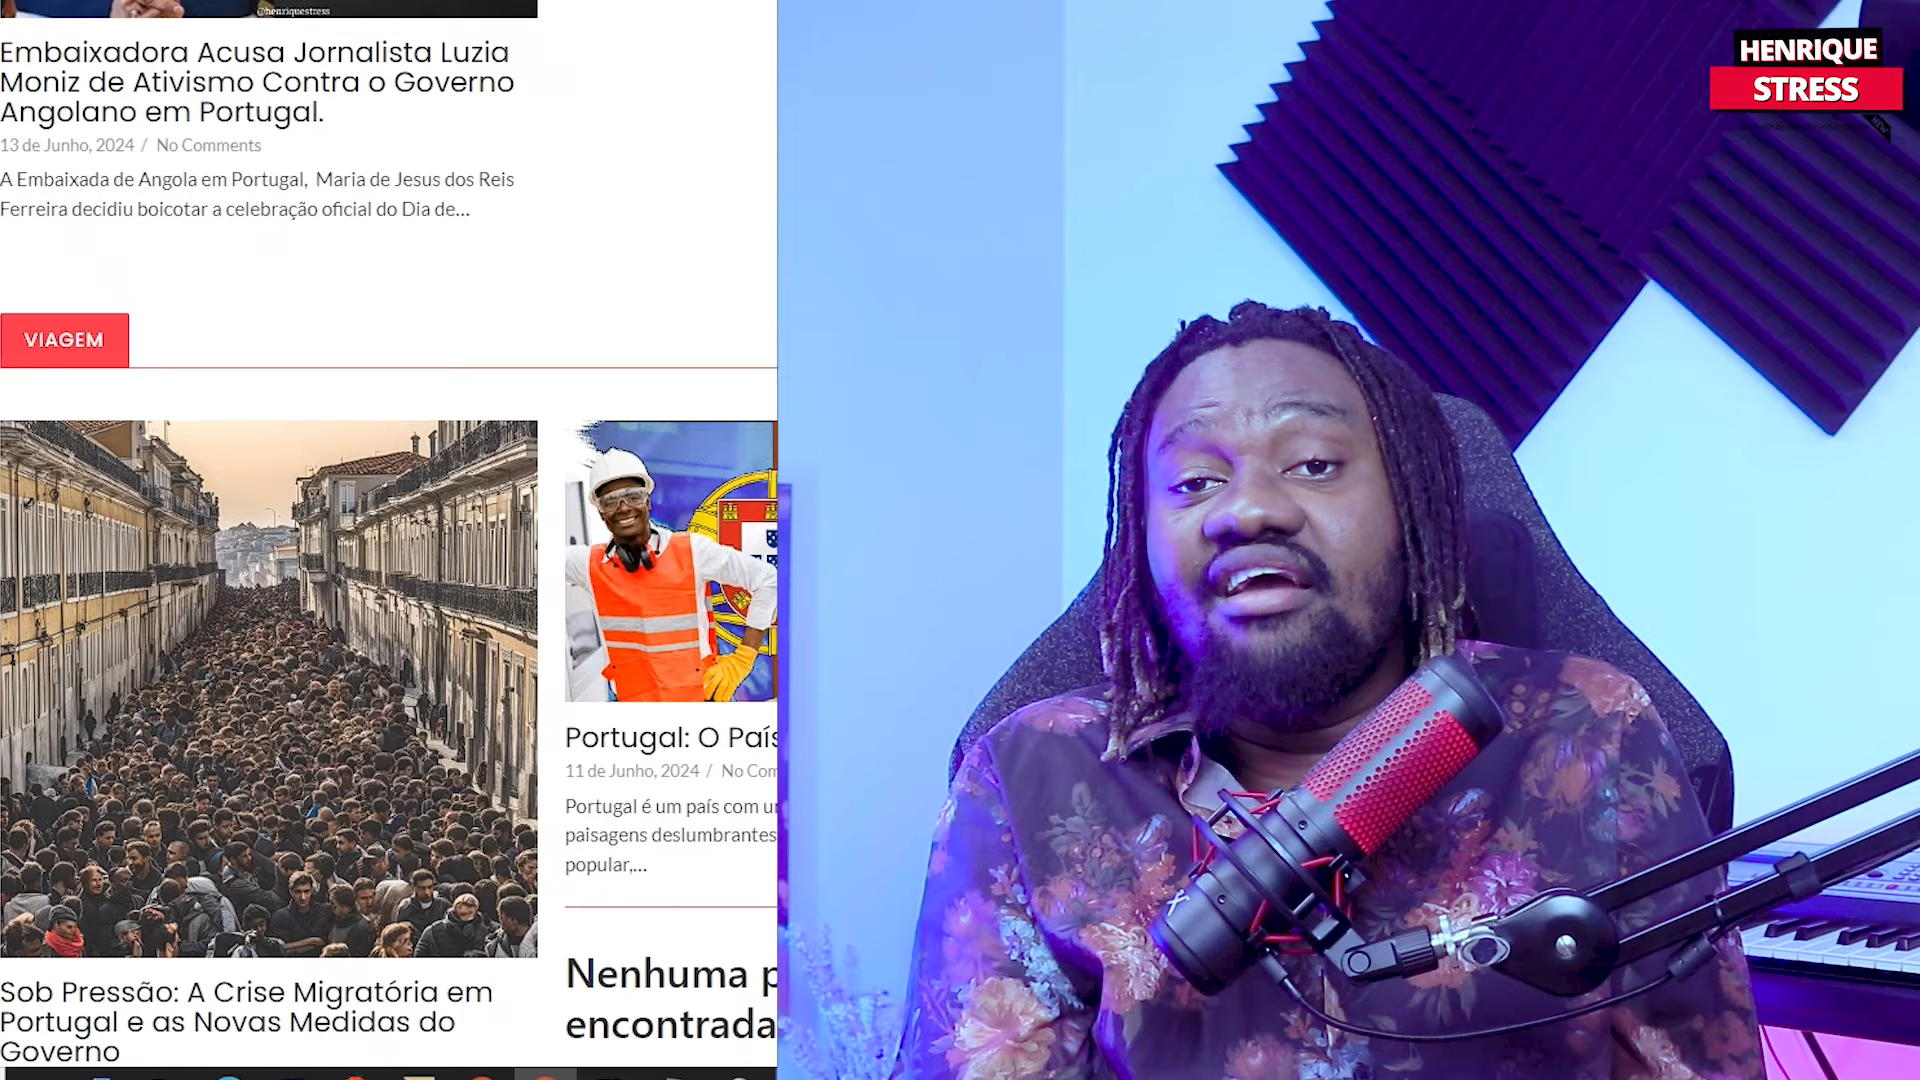 @henriquestress
Embaixadora Acusa Jornalista Luzia
Moniz de Ativismo Contra o Governo
Angolano em Portugal.
13 de Junho, 2024 / No Comments
A Embaixada de Angola em Portugal, Maria de Jesus dos Reis
Ferreira decidiu boicotar a celebração oficial do Dia de...
VIAGEM
Sob Pressão: A Crise Migratória em
Portugal e as Novas Medidas do
Governo
Portugal: O País
11 de Junho, 2024 / No Com
Portugal é um país com
paisagens deslumbrantes
popular,...
Nenhuma
encontrada
HENRIQUE
STRESS
NEW